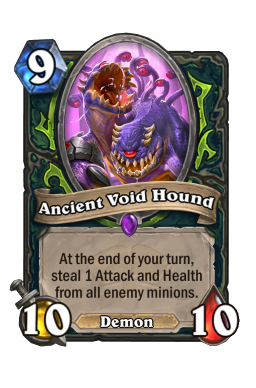 9
Ancient Void Hound
At the end of your turn,
steal 1 Attack and Health
from all enemy minions.
10 Demon 10